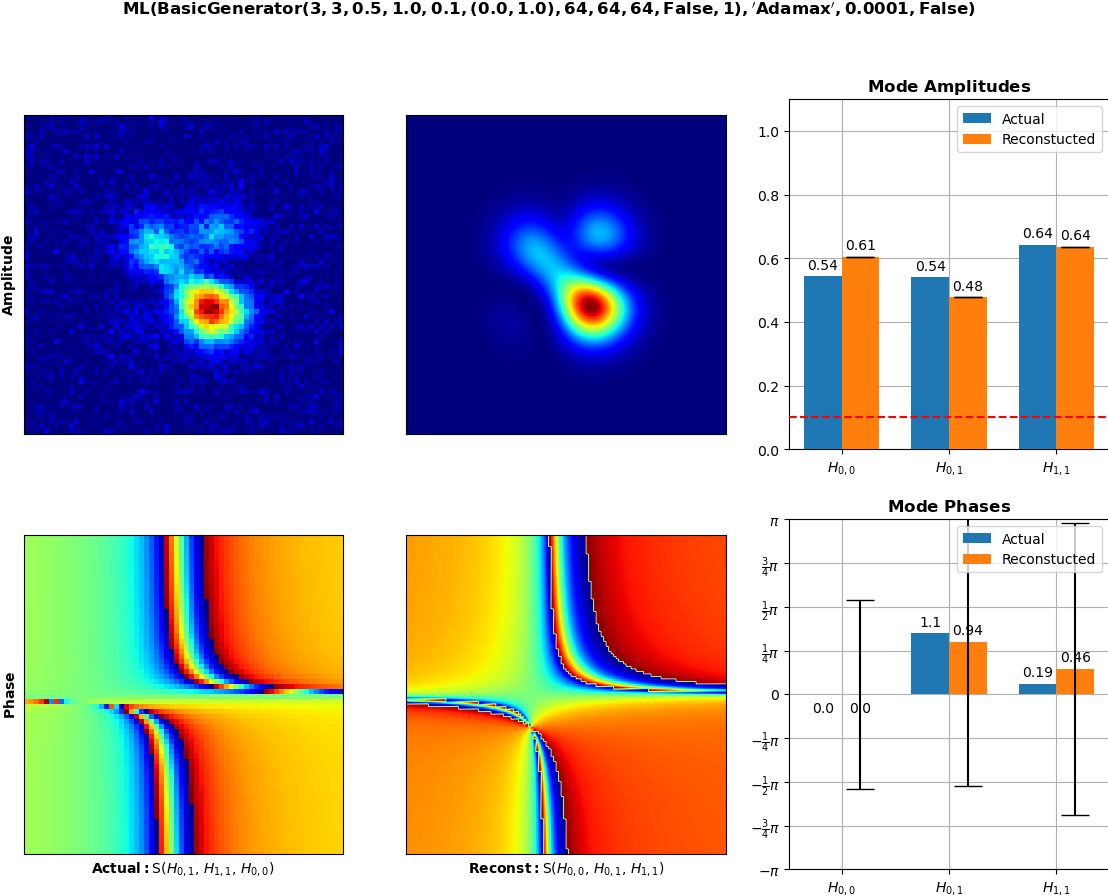 ML(BasicGenerator(3, 3, 0.5, 1.0, 0.1, (0.0, 1.0), 64, 64, 64, False, 1), ′Adamax′, 0.0001, False)
Amplitude
Mode Amplitudes
Actual
Reconstucted
1.0
0.8
0.6
0.4
0.2
0.0
0.54
0.61
0.54
0.48
0.64
0.64
H0,0
H0,1
H1,1
Phase
Actual: S(H0,1, H1,1, H0,0)
Reconst: S(H0,0, H0,1, H1,1)
Mode Phases
Actual
Reconstucted
π
3/4π
1/2π
1/4π
0
−1/4π
−1/2π
−3/4π
−π
0.0
0.0
1.1
0.94
0.19
0.46
H0,0
H0,1
H1,1